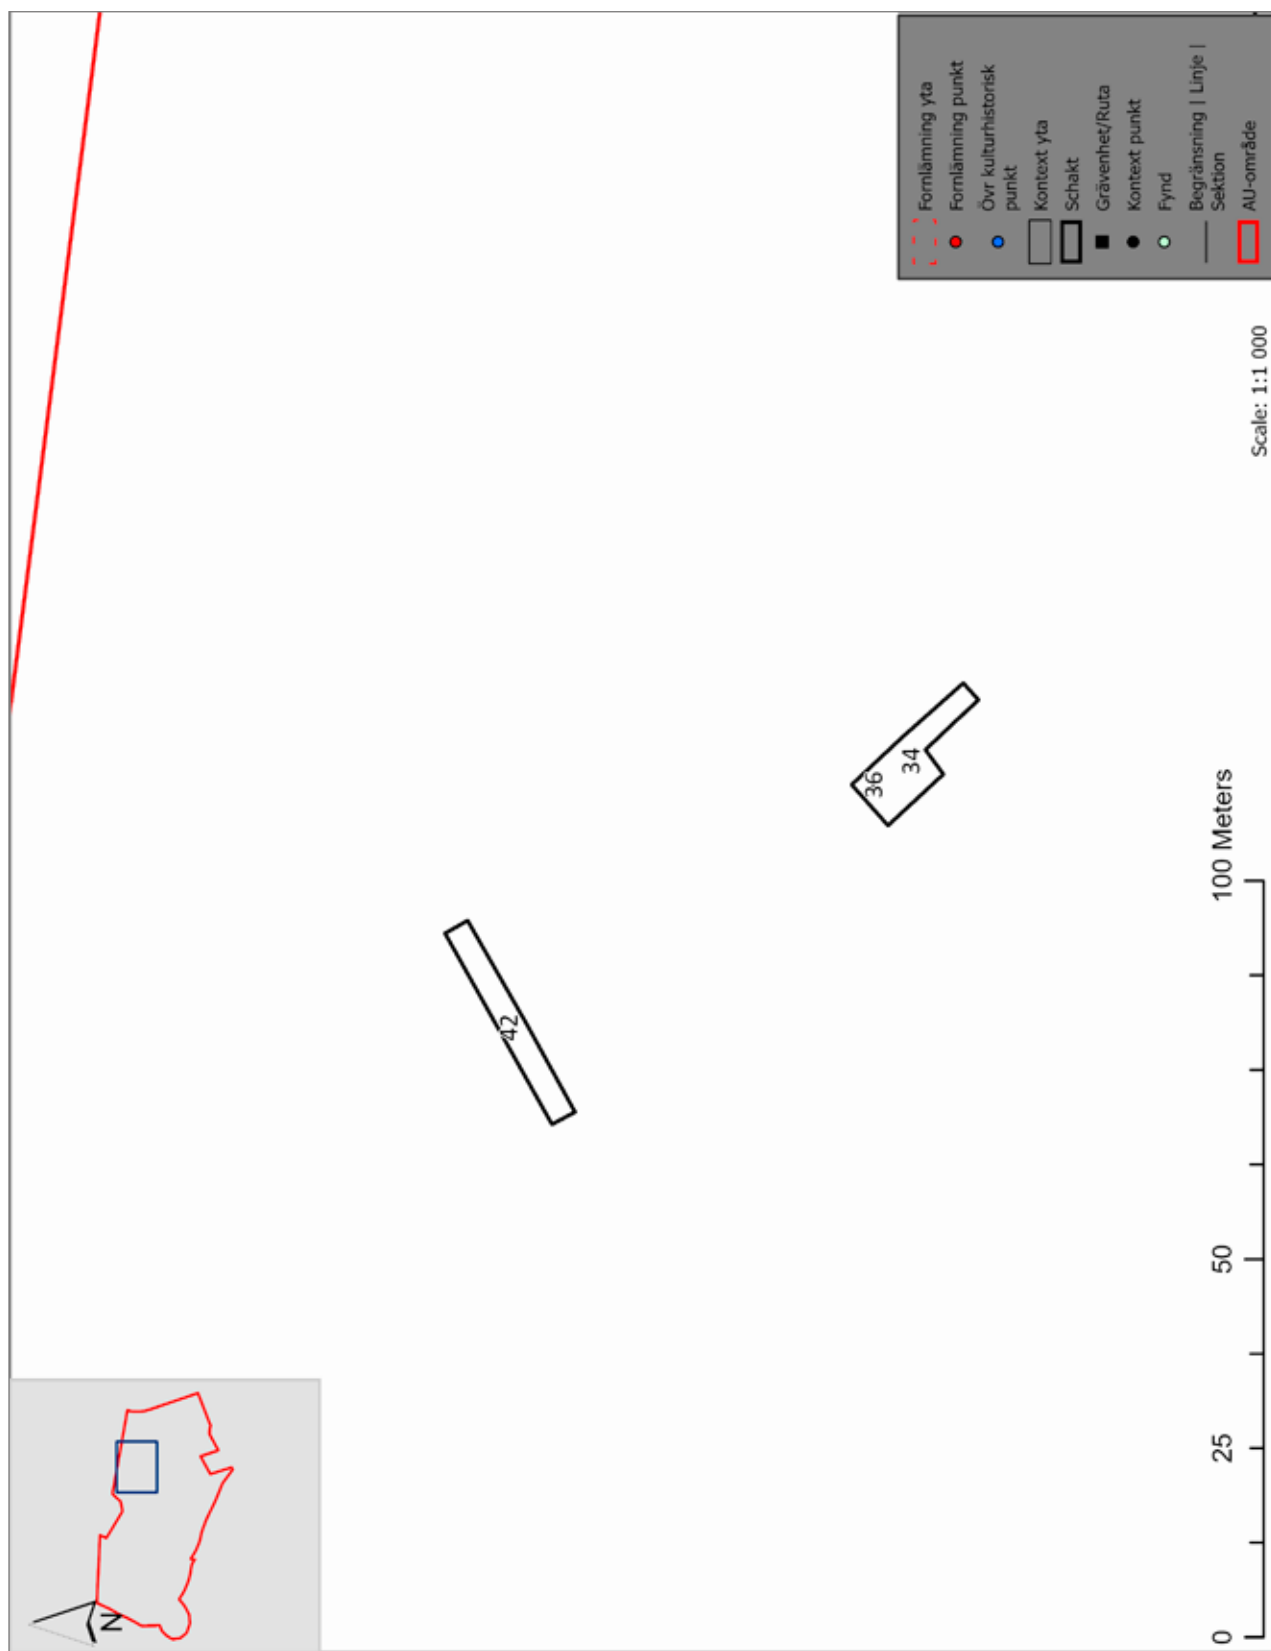 N
42
36
34
Fornlämning yta
Fornlämning punkt
Övr kulturhistorisk
punkt
Kontext yta
Schakt
Grävenhet/Ruta
Kontext punkt
Fynd
Begränsning | Linje |
Sektion
AU-område
0
25
50
100 Meters
Scale: 1:1 000